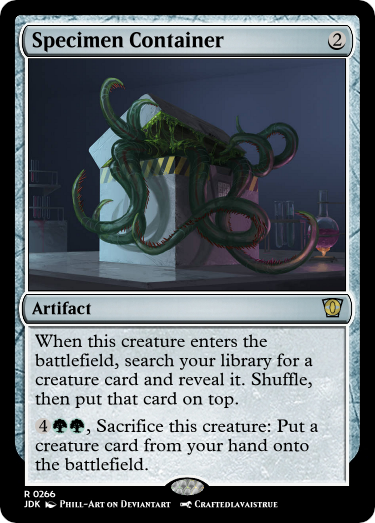 Specimen Container 2
Artifact
When this creature enters the
battlefield, search your library for a
creature card and reveal it. Shuffle,
then put that card on top.
4, Sacrifice this creature: Put a
creature card from your hand onto
the battlefield.
R 0266
JDK Phill-Art on Deviantart Craftedlavaistrue